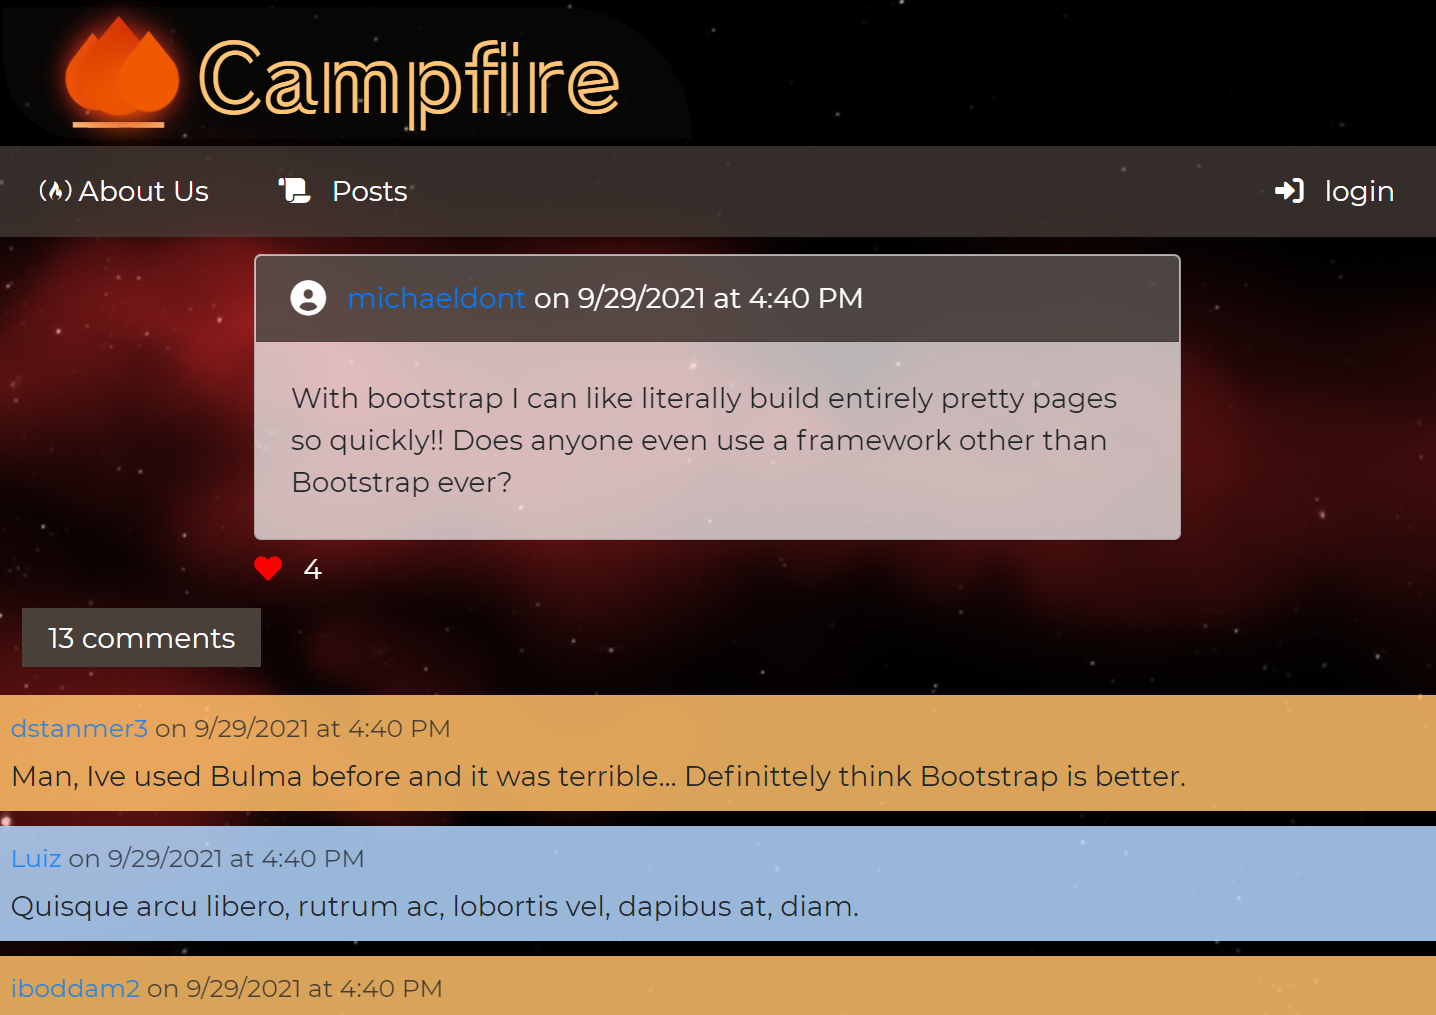 Campfire
About Us
Posts
login
michaeldont on 9/29/2021 at 4:40 PM
With bootstrap I can like literally build entirely pretty pages
so quickly!! Does anyone even use a framework other than
Bootstrap ever?
4
13 comments
dstanmer3 on 9/29/2021 at 4:40 PM
Man, Ive used Bulma before and it was terrible... Definittely think Bootstrap is better.
Luiz on 9/29/2021 at 4:40 PM
Quisque arcu libero, rutrum ac, lobortis vel, dapibus at, diam.
iboddam2 on 9/29/2021 at 4:40 PM